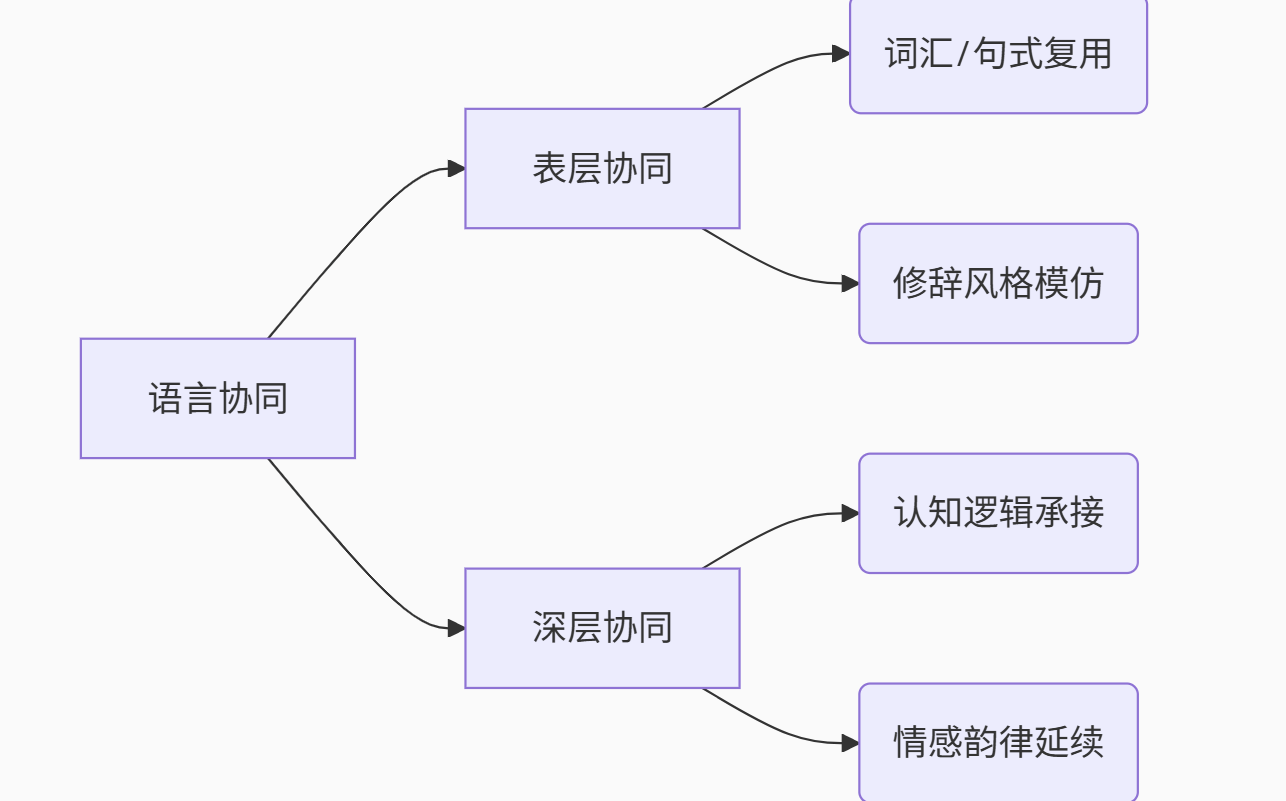 词汇/句式复用
表层协同
修辞风格模仿
语言协同
认知逻辑承接
深层协同
情感韵律延续